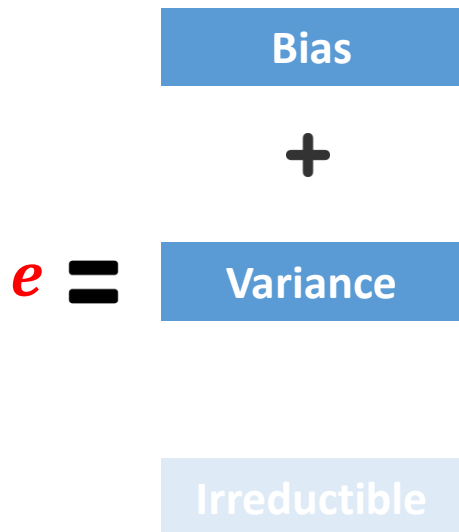 Bias
+
e = Variance
Irreductible